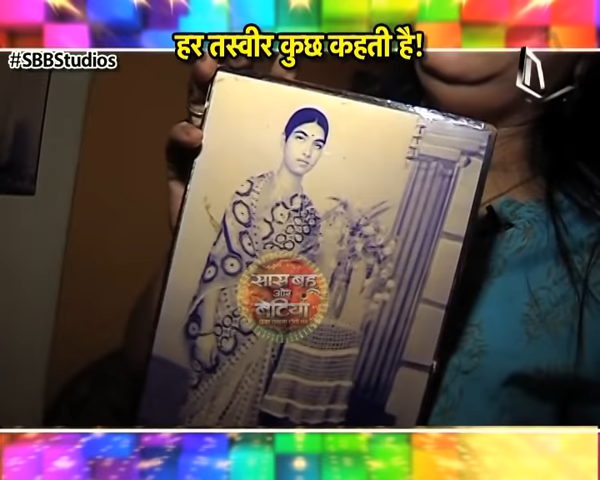 हर तस्वीर कुछ कहती है!
#SBBStudios
सास बहू
और
बेटियां